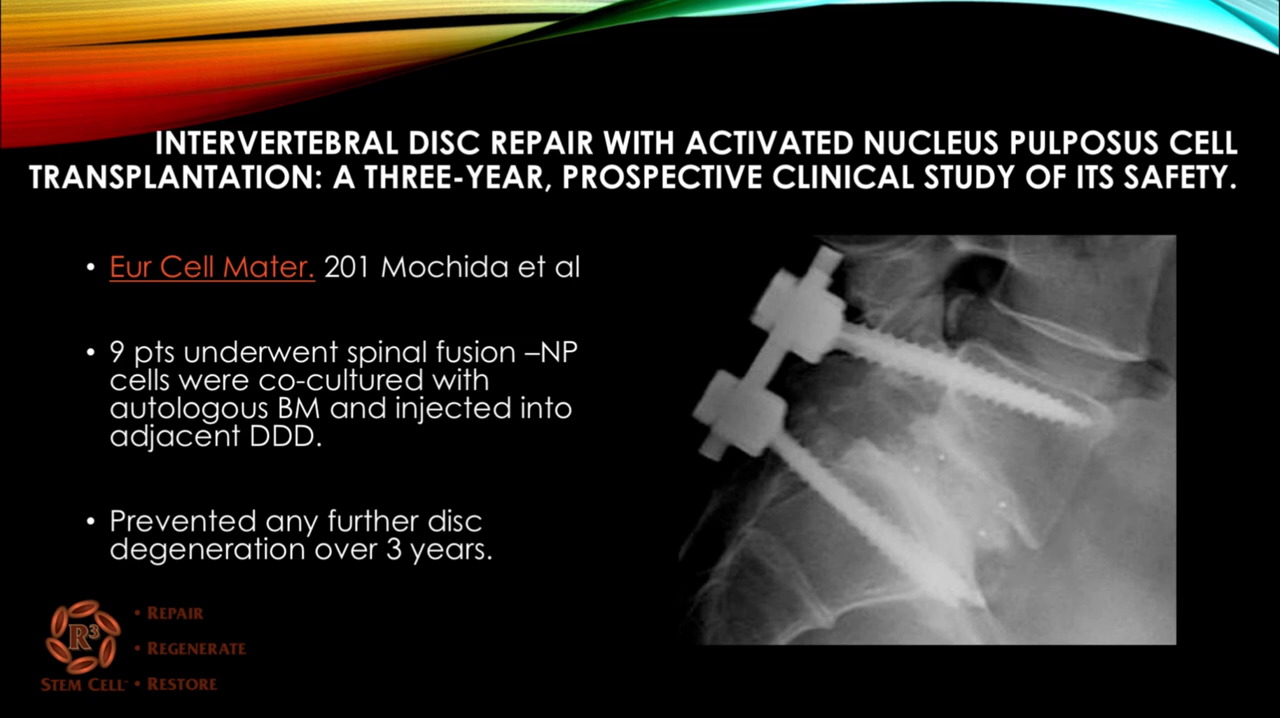 INTERVERTEBRAL DISC REPAIR WITH ACTIVATED NUCLEUS PULPOSUS CELL
TRANSPLANTATION: A THREE-YEAR, PROSPECTIVE CLINICAL STUDY OF ITS SAFETY.
• Eur Cell Mater. 201 Mochida et al
• 9 pts underwent spinal fusion –NP
cells were co-cultured with
autologous BM and injected into
adjacent DDD.
• Prevented any further disc
degeneration over 3 years.
R3
STEM CELL
• REPAIR
• REGENERATE
• RESTORE